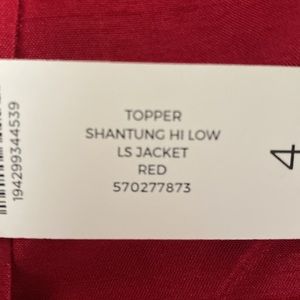 TOPPER
SHANTUNG HI LOW
LS JACKET
RED
570277873
4
194299344539